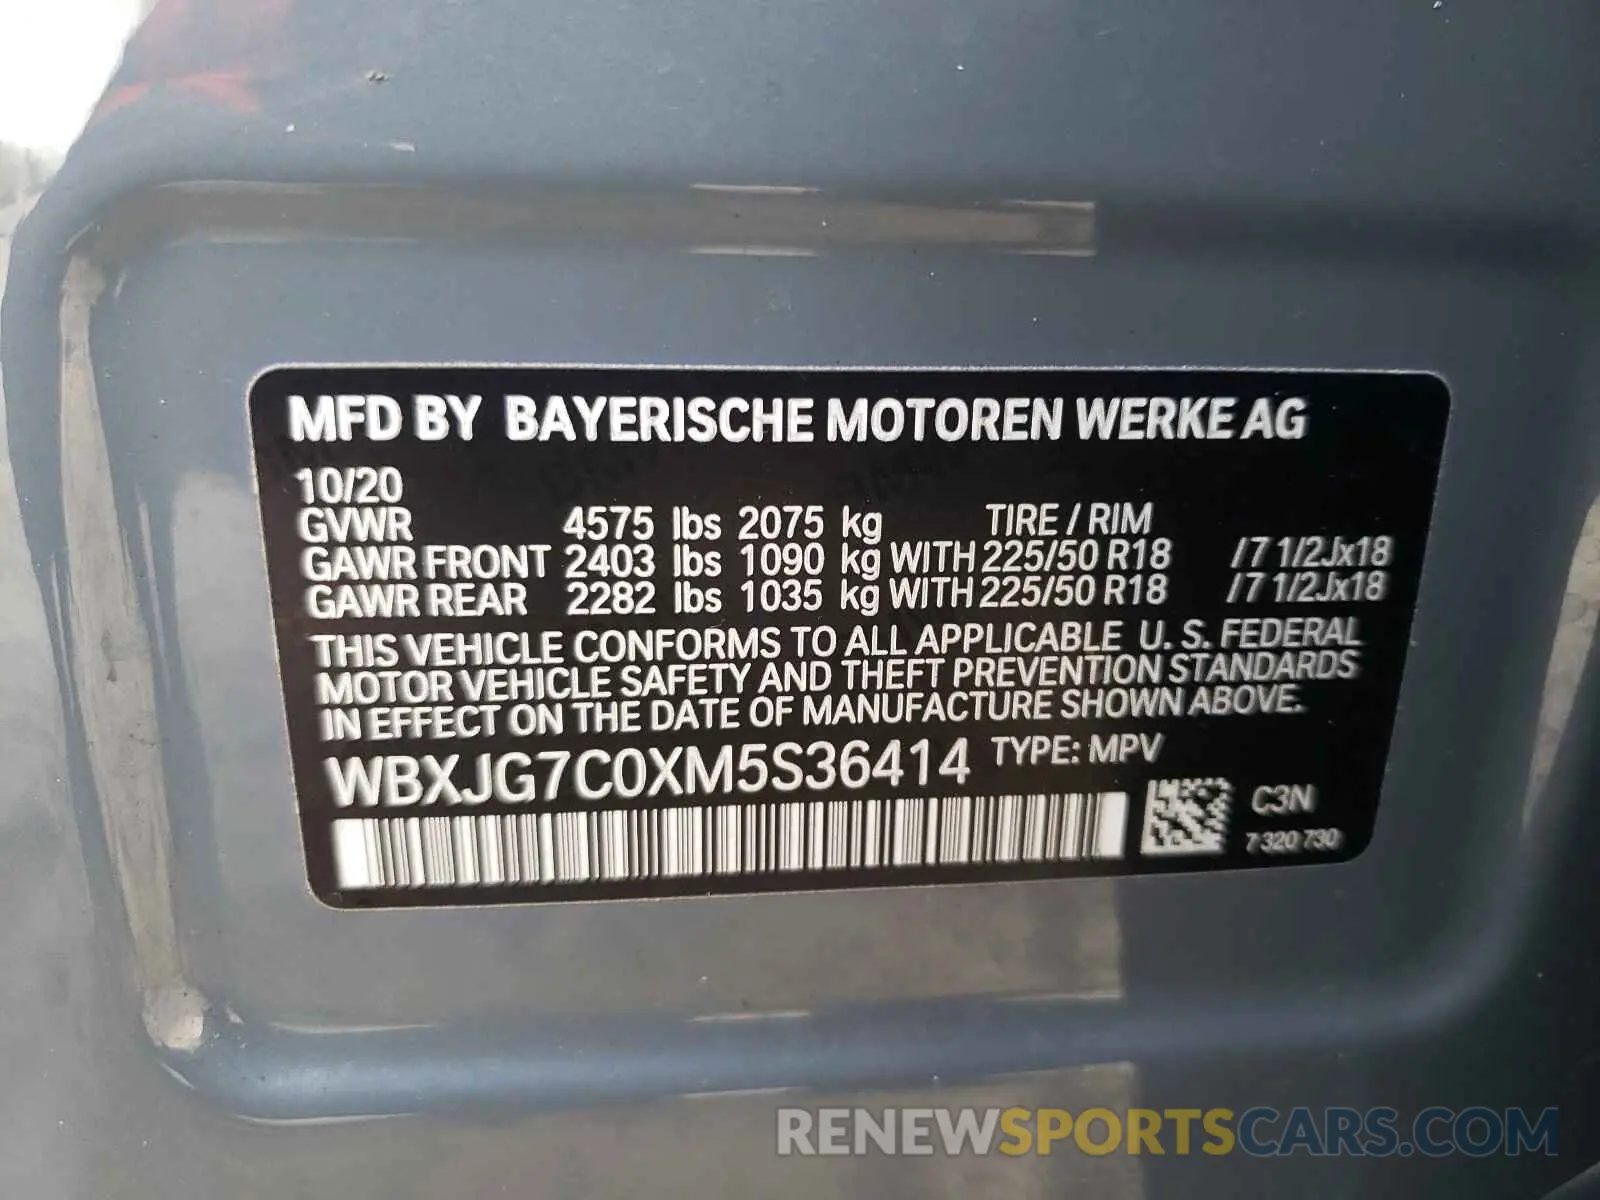 MFD BY BAYERISCHE MOTOREN WERKE AG
10/20
GVWR 4575 lbs 2075 kg TIRE / RIM
GAWR FRONT 2403 lbs 1090 kg WITH 225/50 R18 /7 1/2Jx18
GAWR REAR 2282 lbs 1035 kg WITH 225/50 R18 /7 1/2Jx18
THIS VEHICLE CONFORMS TO ALL APPLICABLE U. S. FEDERAL
MOTOR VEHICLE SAFETY AND THEFT PREVENTION STANDARDS
IN EFFECT ON THE DATE OF MANUFACTURE SHOWN ABOVE.
WBXJG7C0XM5S36414 TYPE: MPV
C3N
7 320 730
RENEWSPORTSCARS.COM